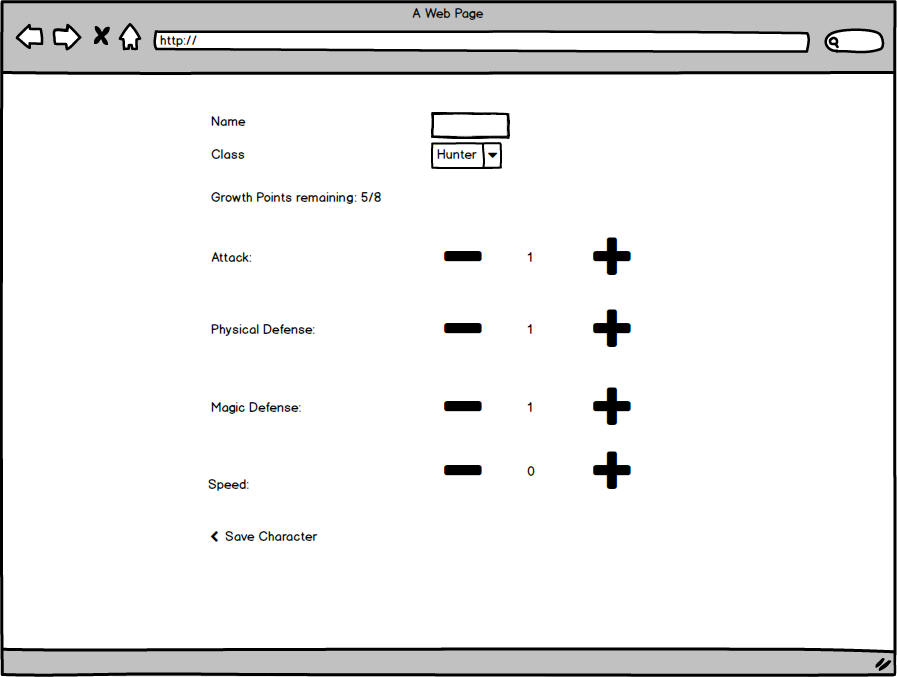 A Web Page
http://
Name
Class Hunter
Growth Points remaining: 5/8
Attack: 1
Physical Defense: 1
Magic Defense: 1
Speed: 0
Save Character